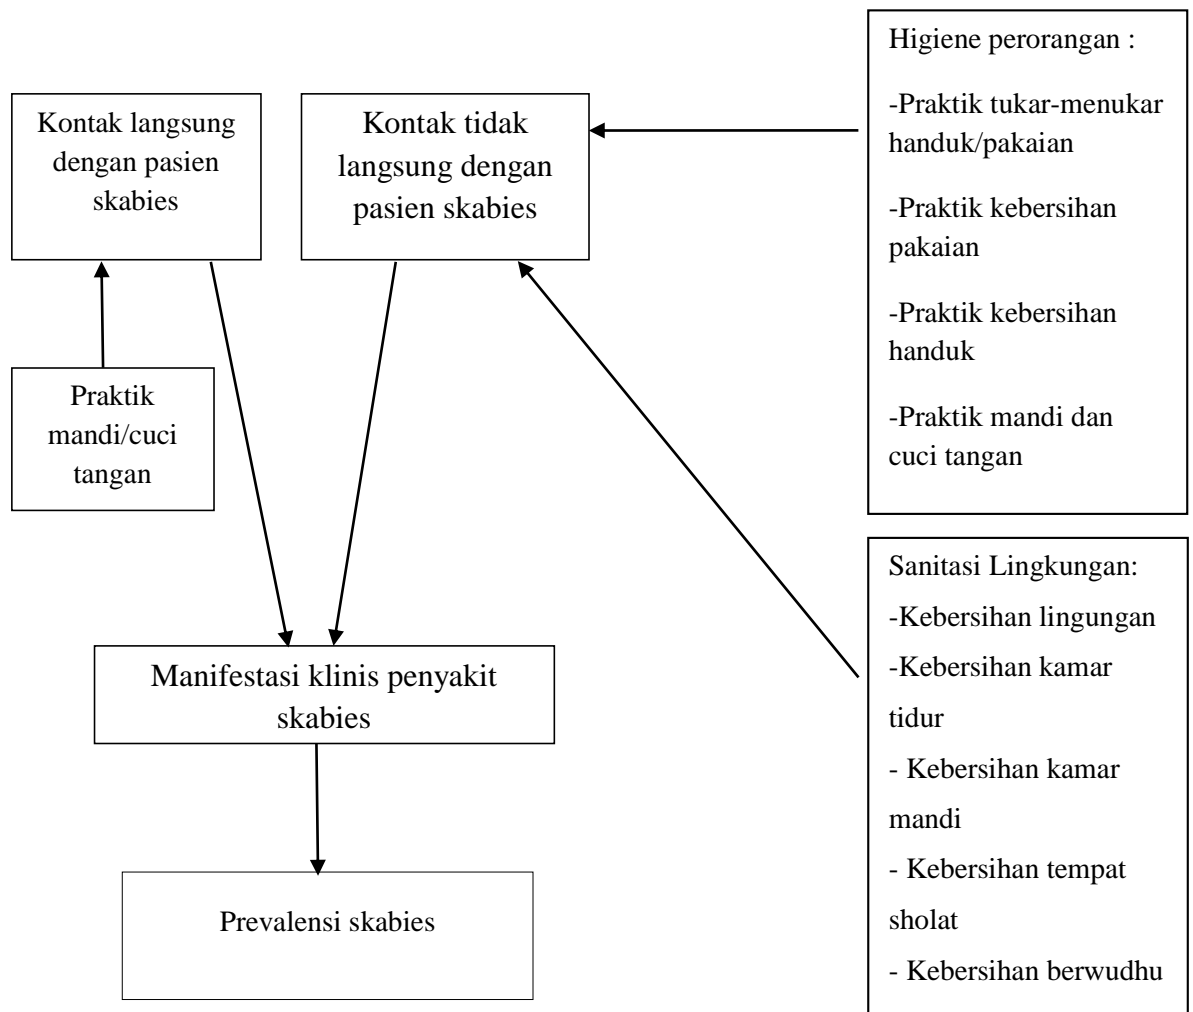 Kontak langsung
dengan pasien
skabies
Kontak tidak
langsung dengan
pasien skabies
Higiene perorangan :
-Praktik tukar-menukar
handuk/pakaian
-Praktik kebersihan
pakaian
-Praktik kebersihan
handuk
-Praktik mandi dan
cuci tangan
Praktik
mandi/cuci
tangan
Sanitasi Lingkungan:
-Kebersihan lingungan
-Kebersihan kamar
tidur
- Kebersihan kamar
mandi
- Kebersihan tempat
sholat
- Kebersihan berwudhu
Manifestasi klinis penyakit
skabies
Prevalensi skabies